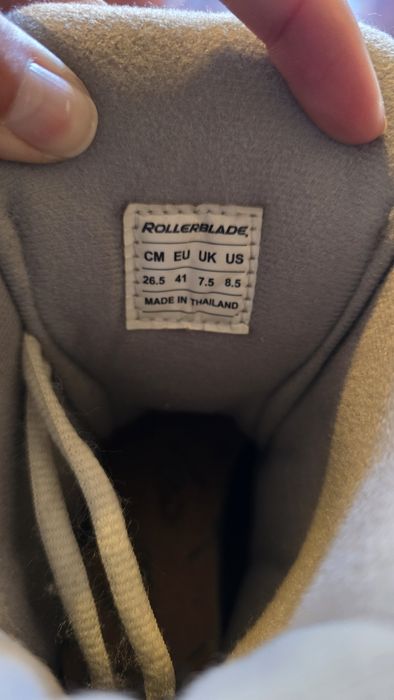 ROLLERBLADE.
CM EU UK US
26.5 41 7.5 8.5
MADE IN THAILAND